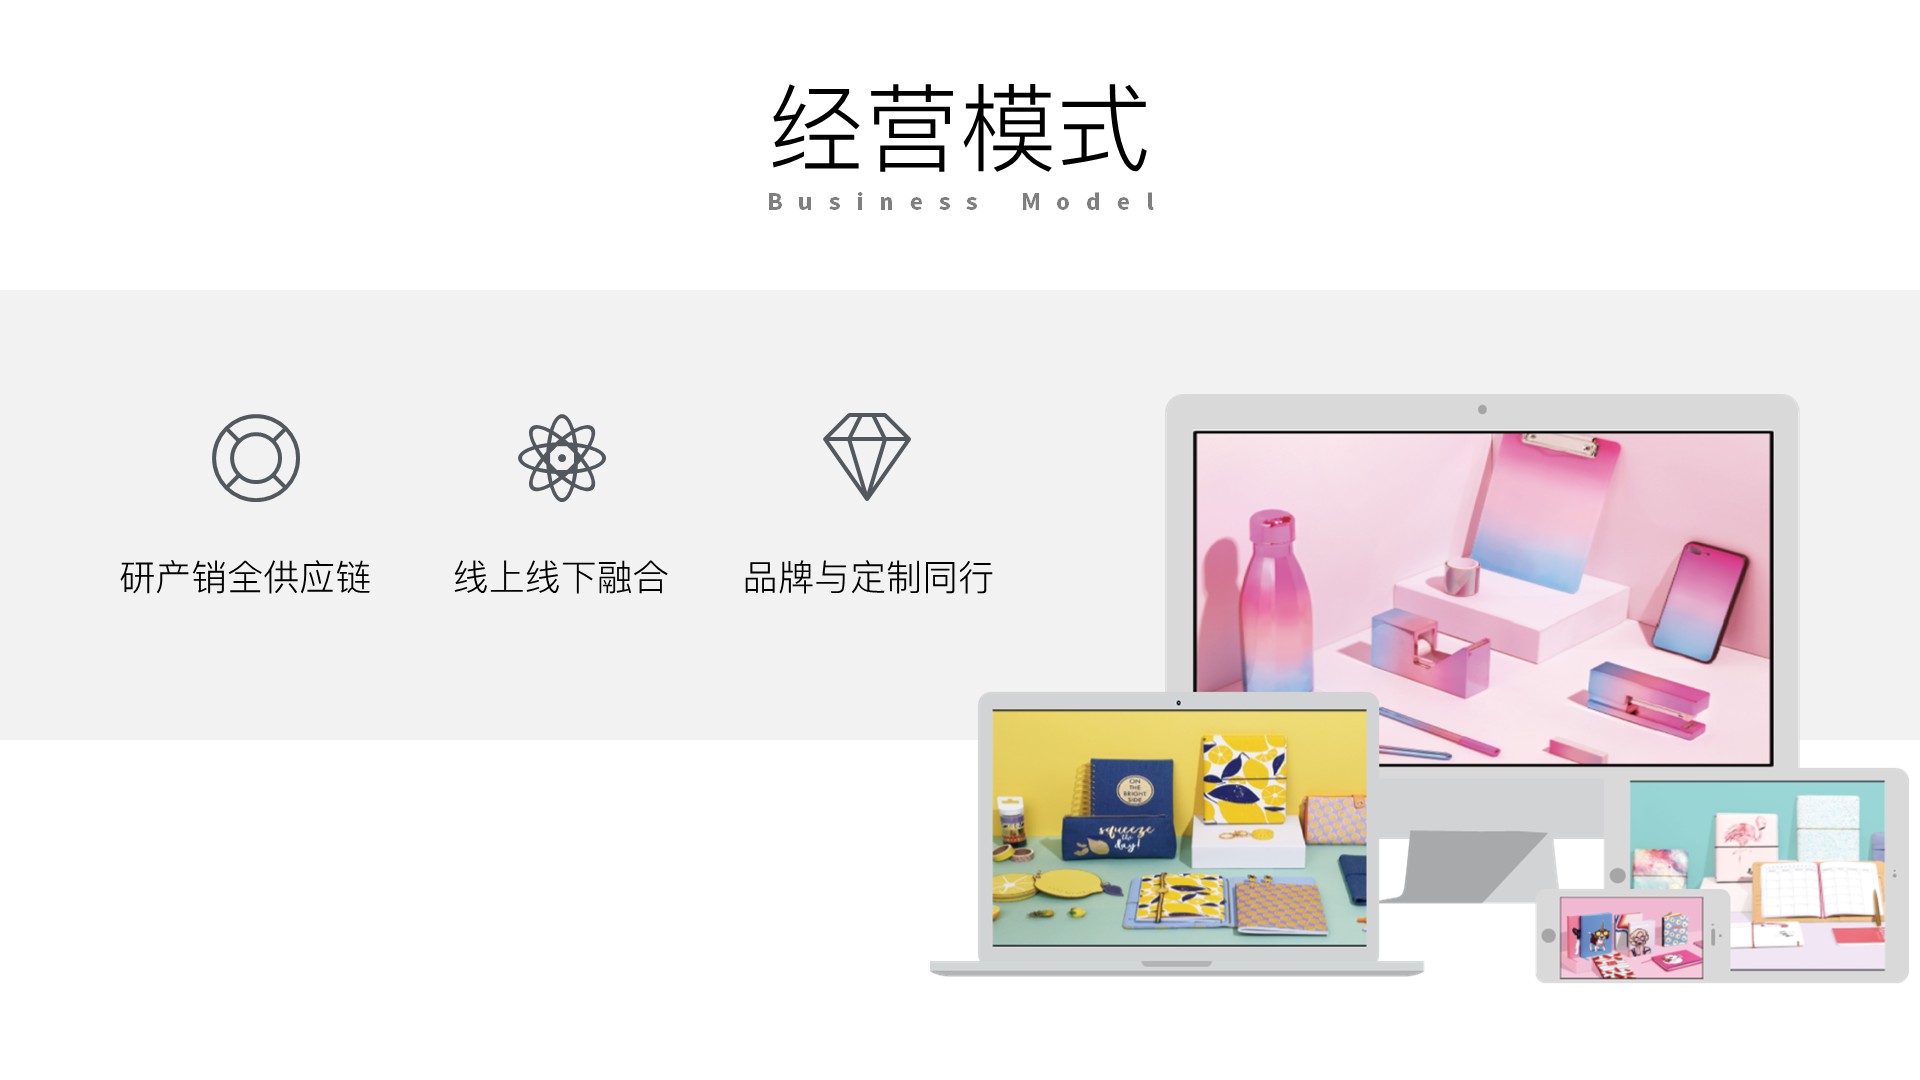 经营模式
Business Model
研产销全供应链
线上线下融合
品牌与定制同行
ON
THE
BRIGHT
SIDE
squeeze
the
day!